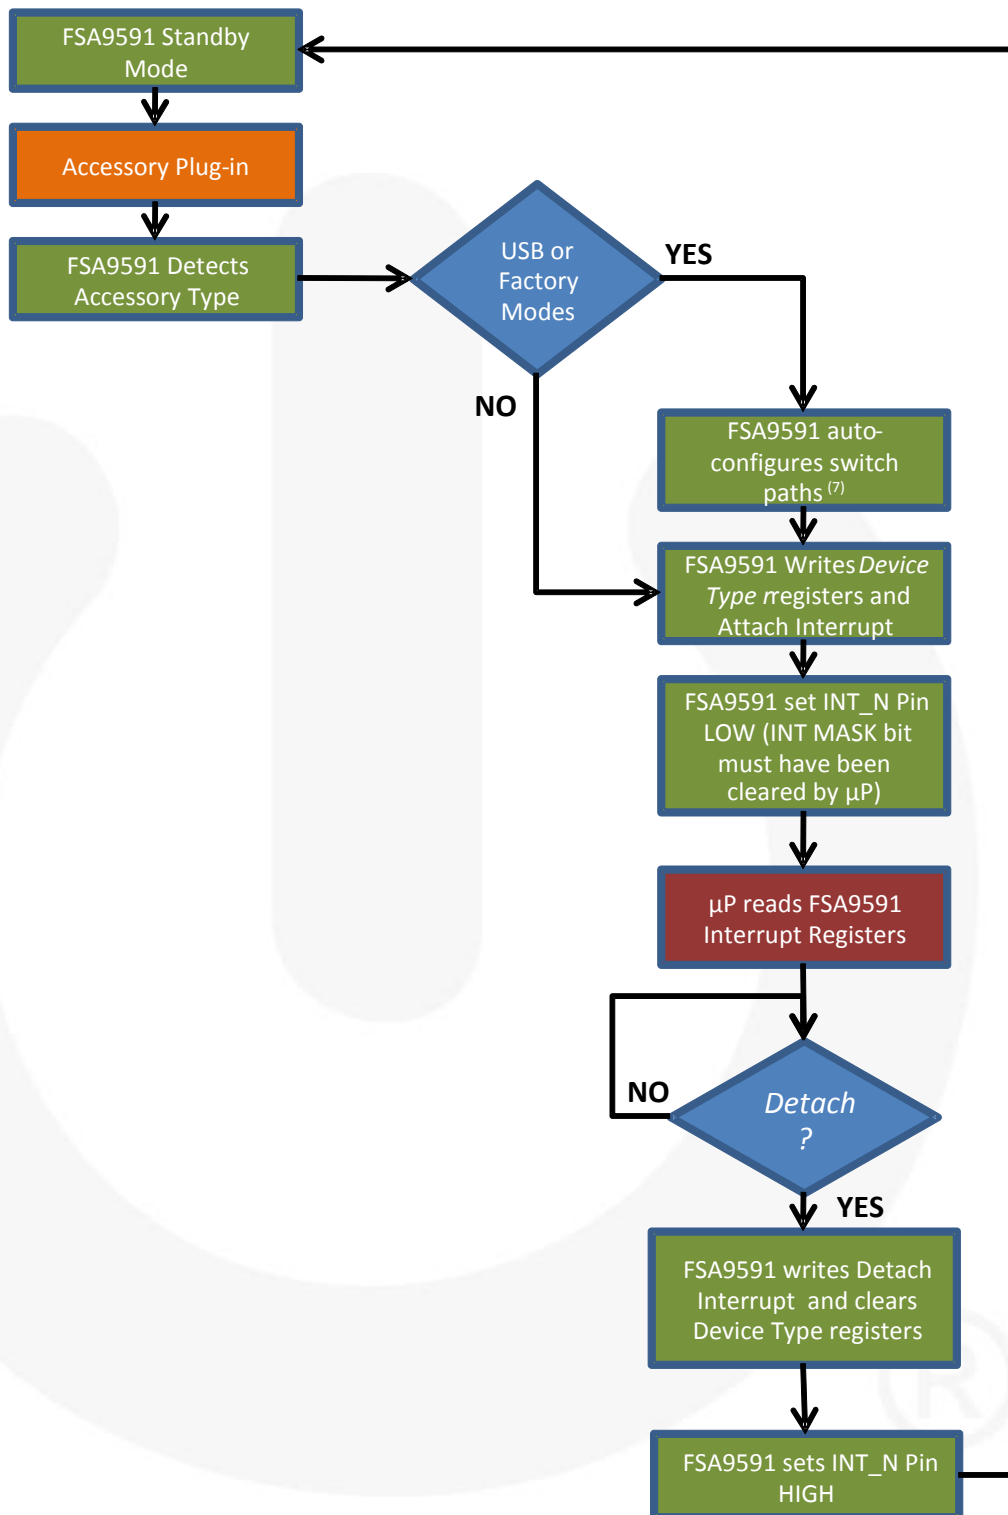 FSA9591 Standby
Mode
Accessory Plug-in
FSA9591 Detects
Accessory Type
USB or
Factory
Modes
YES
NO
FSA9591 auto-
configures switch
paths (7)
FSA9591 Writes Device
Type rregisters and
Attach Interrupt
FSA9591 set INT_N Pin
LOW (INT MASK bit
must have been
cleared by µP)
µP reads FSA9591
Interrupt Registers
NO
Detach
?
YES
FSA9591 writes Detach
Interrupt and clears
Device Type registers
FSA9591 sets INT_N Pin
HIGH
®